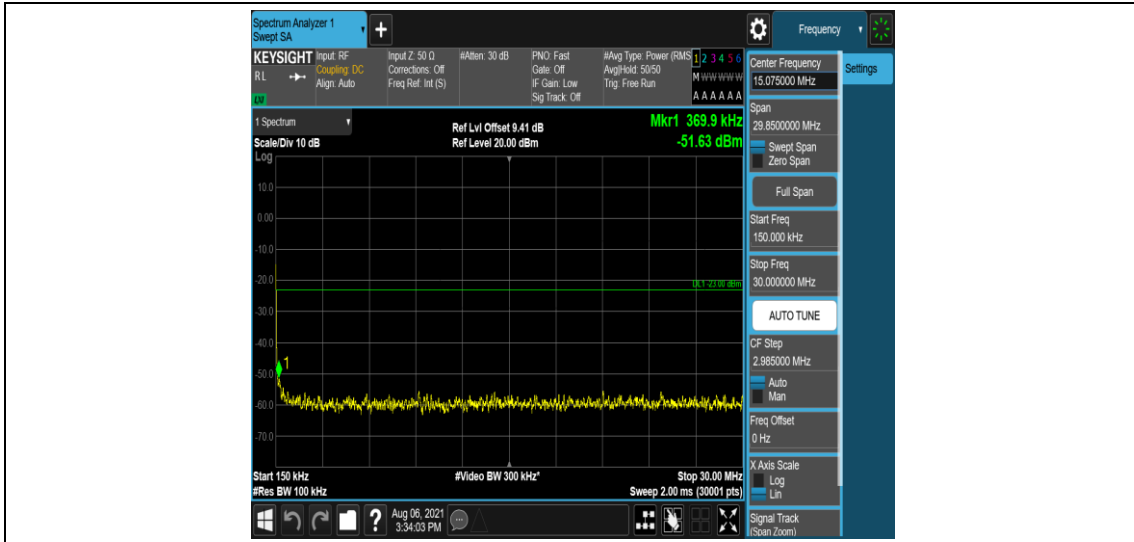 Spectrum Analyzer 1
Swept SA
Frequency
KEYSIGHT
RL
Input: RF
Coupling: DC
Align: Auto
Input Z: 50 Ω
Corrections: Off
Freq Ref: Int (S)
#Atten: 30 dB
PNO: Fast
Gate: Off
IF Gain: Low
Sig Track: Off
#Avg Type: Power (RMS
Avg|Hold: 50/50
Trig: Free Run
1 2 3 4 5 6
M W W W W W
A A A A A A
1 Spectrum
Scale/Div 10 dB
Ref Lvl Offset 9.41 dB
Ref Level 20.00 dBm
Mkr1 369.9 kHz
-51.63 dBm
Log
10.0
0.00
-10.0
-20.0
DL1 -23.00 dBm
-30.0
-40.0
1
-50.0
-60.0
-70.0
Start 150 kHz
#Res BW 100 kHz
#Video BW 300 kHz*
Stop 30.00 MHz
Sweep 2.00 ms (30001 pts)
Aug 06, 2021
3:34:03 PM
Center Frequency
15.075000 MHz
Settings
Span
29.8500000 MHz
Swept Span
Zero Span
Full Span
Start Freq
150.000 kHz
Stop Freq
30.000000 MHz
AUTO TUNE
CF Step
2.985000 MHz
Auto
Man
Freq Offset
0 Hz
X Axis Scale
Log
Lin
Signal Track
(Span Zoom)